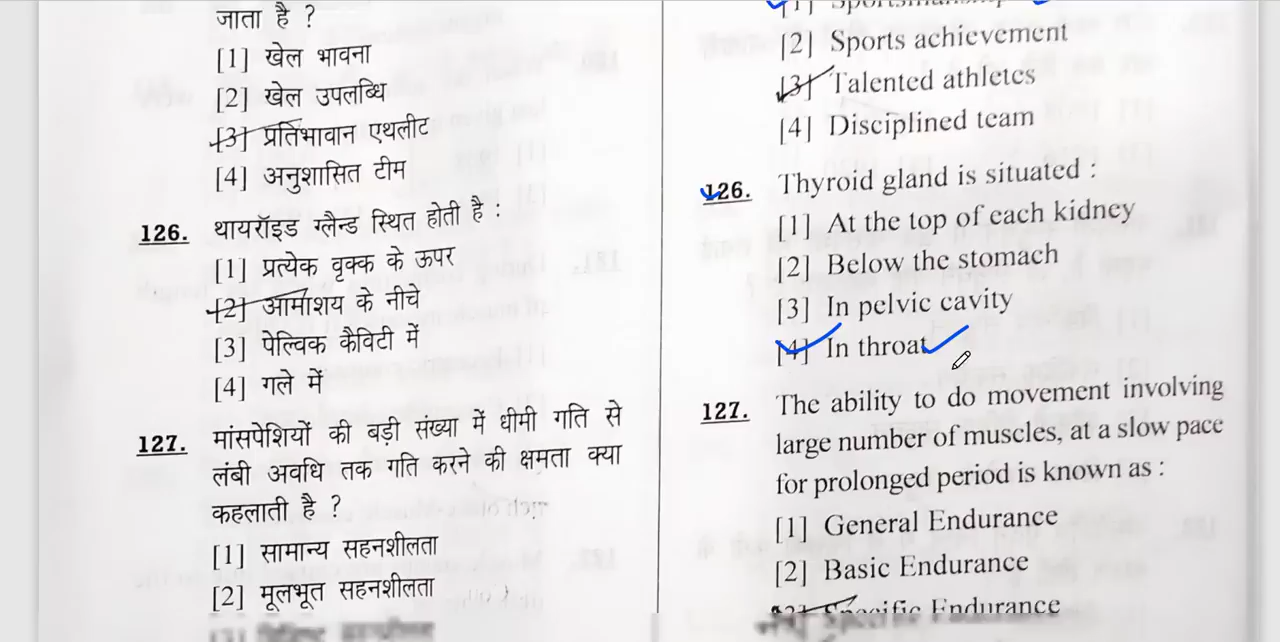 जाता है ?
[1] खेल भावना
[2] खेल उपलब्धि
[3] प्रतिभावान एथलीट
[4] अनुशासित टीम
126. थायरॉइड ग्लैन्ड स्थित होती है :
[1] प्रत्येक वृक्क के ऊपर
[2] आमाशय के नीचे
[3] पेल्विक कैविटी में
[4] गले में
127. मांसपेशियों की बड़ी संख्या में धीमी गति से
लंबी अवधि तक गति करने की क्षमता क्या
कहलाती है ?
[1] सामान्य सहनशीलता
[2] मूलभूत सहनशीलता
[2] Sports achievement
[3] Talented athletes
[4] Disciplined team
126. Thyroid gland is situated :
[1] At the top of each kidney
[2] Below the stomach
[3] In pelvic cavity
[4] In throat
127. The ability to do movement involving
large number of muscles, at a slow pace
for prolonged period is known as :
[1] General Endurance
[2] Basic Endurance
[3] Specific Endurance